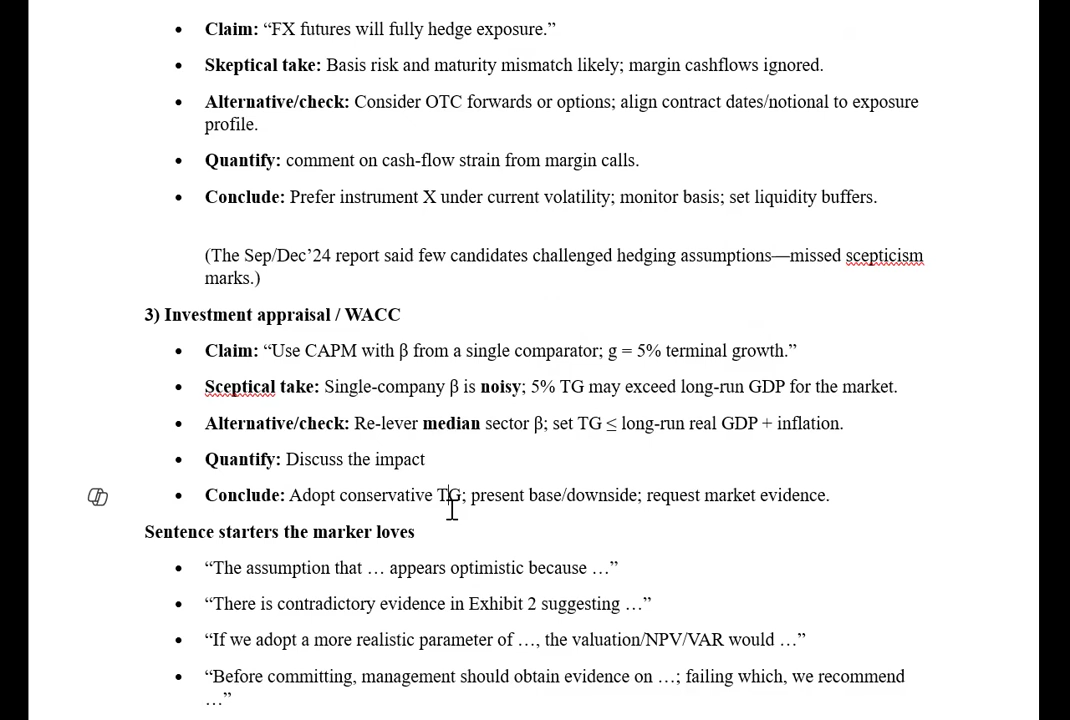 • Claim: “FX futures will fully hedge exposure.”
• Skeptical take: Basis risk and maturity mismatch likely; margin cashflows ignored.
• Alternative/check: Consider OTC forwards or options; align contract dates/notional to exposure
profile.
• Quantify: comment on cash-flow strain from margin calls.
• Conclude: Prefer instrument X under current volatility; monitor basis; set liquidity buffers.
(The Sep/Dec’24 report said few candidates challenged hedging assumptions—missed scepticism
marks.)
3) Investment appraisal / WACC
• Claim: “Use CAPM with β from a single comparator; g = 5% terminal growth.”
• Sceptical take: Single-company β is noisy; 5% TG may exceed long-run GDP for the market.
• Alternative/check: Re-lever median sector β; set TG ≤ long-run real GDP + inflation.
• Quantify: Discuss the impact
• Conclude: Adopt conservative TG; present base/downside; request market evidence.
Sentence starters the marker loves
• “The assumption that … appears optimistic because …”
• “There is contradictory evidence in Exhibit 2 suggesting …”
• “If we adopt a more realistic parameter of …, the valuation/NPV/VAR would …”
• “Before committing, management should obtain evidence on …; failing which, we recommend
…”